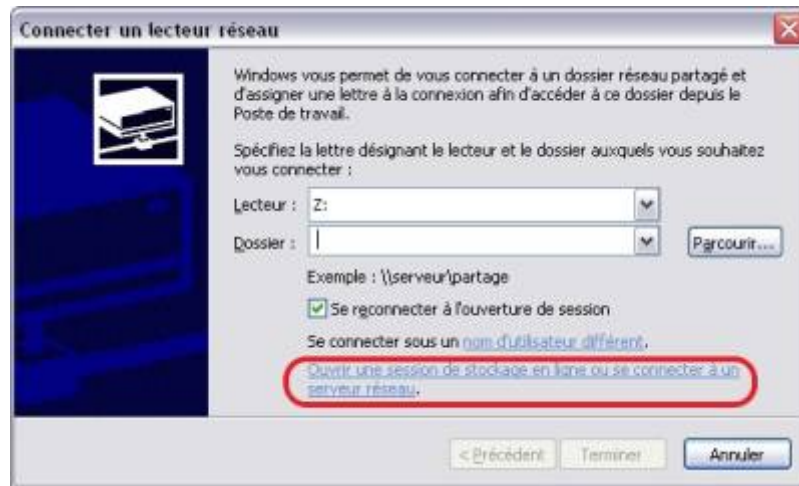 Connecter un lecteur réseau
Windows vous permet de vous connecter à un dossier réseau partagé et
d'assigner une lettre à la connexion afin d'accéder à ce dossier depuis le
Poste de travail.
Spécifiez la lettre désignant le lecteur et le dossier auxquels vous souhaitez
vous connecter :
Lecteur : Z:
Dossier : Parcourir...
Exemple : \\serveur\partage
Se reconnecter à l'ouverture de session
Se connecter sous un nom d'utilisateur différent.
Ouvrir une session de stockage en ligne ou se connecter à un
serveur réseau.
< Précédent Terminer Annuler